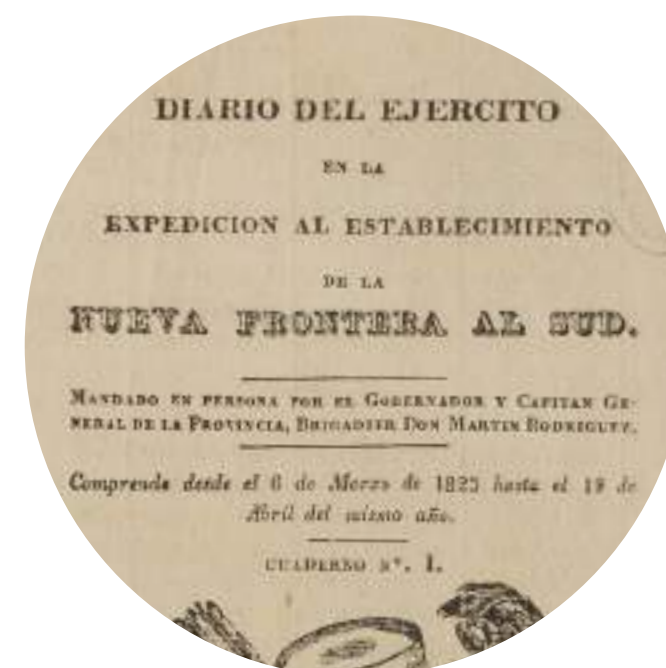 DIARIO DEL EJERCITO
EN LA
EXPEDICION AL ESTABLECIMIENTO
DE LA
NUEVA FRONTERA AL SUD.
MANDADO EN PERSONA POR EL GOBERNADOR Y CAPITAN GE-
NERAL DE LA PROVINCIA, BRIGADIER DON MARTIN RODRIGUEZ.
Comprende desde el 6 de Marzo de 1823 hasta el 19 de
Abril del mismo año.
CUADERNO Nº. I.